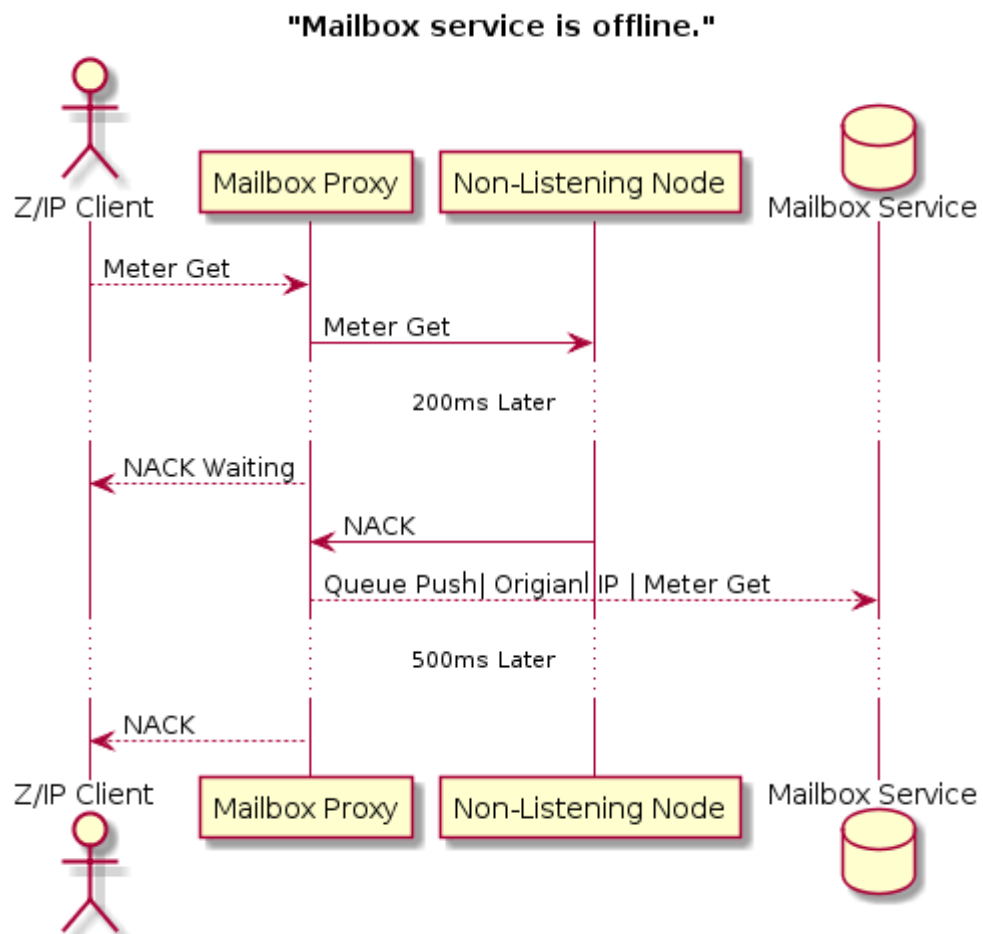 "Mailbox service is offline."
Z/IP Client
Mailbox Proxy
Non-Listening Node
Mailbox Service
Meter Get
Meter Get
200ms Later
NACK Waiting
NACK
Queue Push| Origianl IP | Meter Get
500ms Later
NACK
Z/IP Client
Mailbox Proxy
Non-Listening Node
Mailbox Service